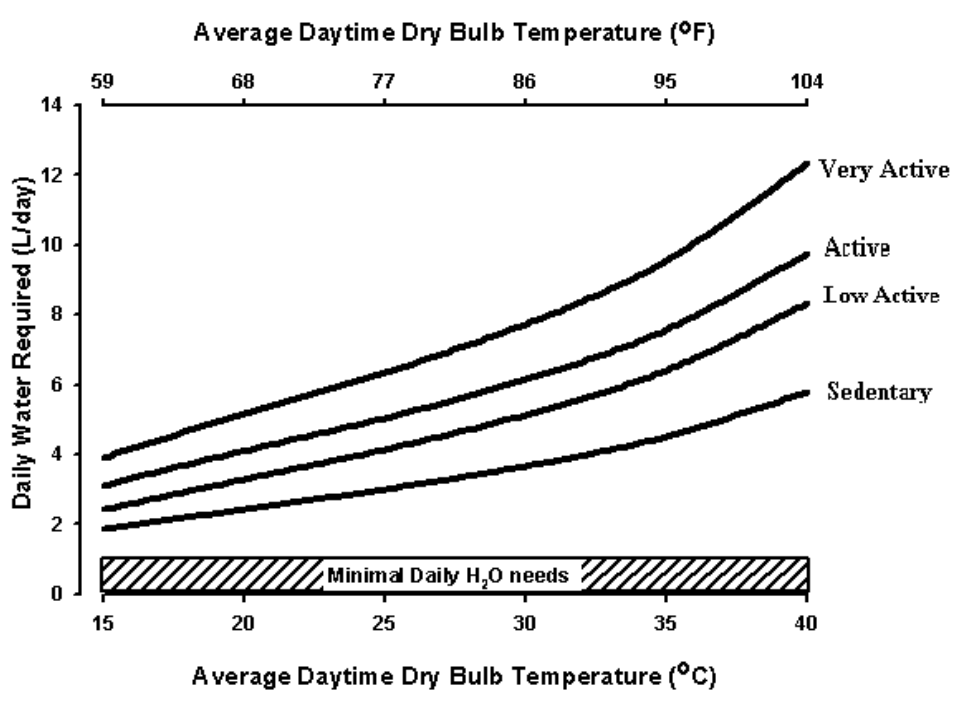 Average Daytime Dry Bulb Temperature (ºF)
59 68 77 86 95 104
14
12
10
8
6
4
2
0
Daily Water Required (L/day)
Very Active
Active
Low Active
Sedentary
Minimal Daily H₂O needs
15 20 25 30 35 40
Average Daytime Dry Bulb Temperature (ºC)